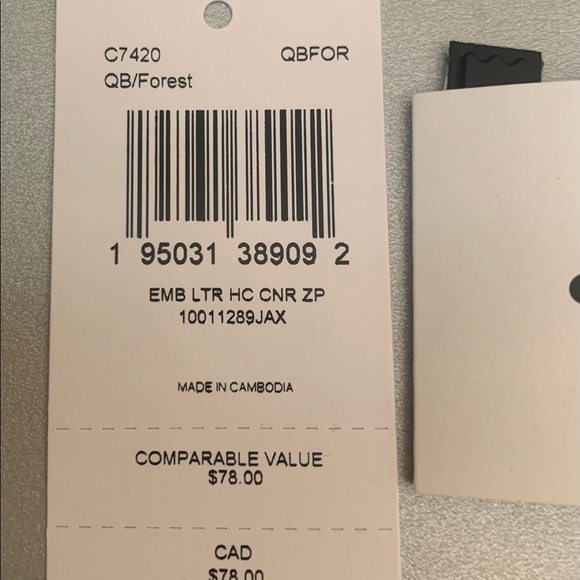 C7420 QBFOR
QB/Forest
1 95031 38909 2
EMB LTR HC CNR ZP
10011289JAX
MADE IN CAMBODIA
COMPARABLE VALUE
$78.00
CAD
$78.00